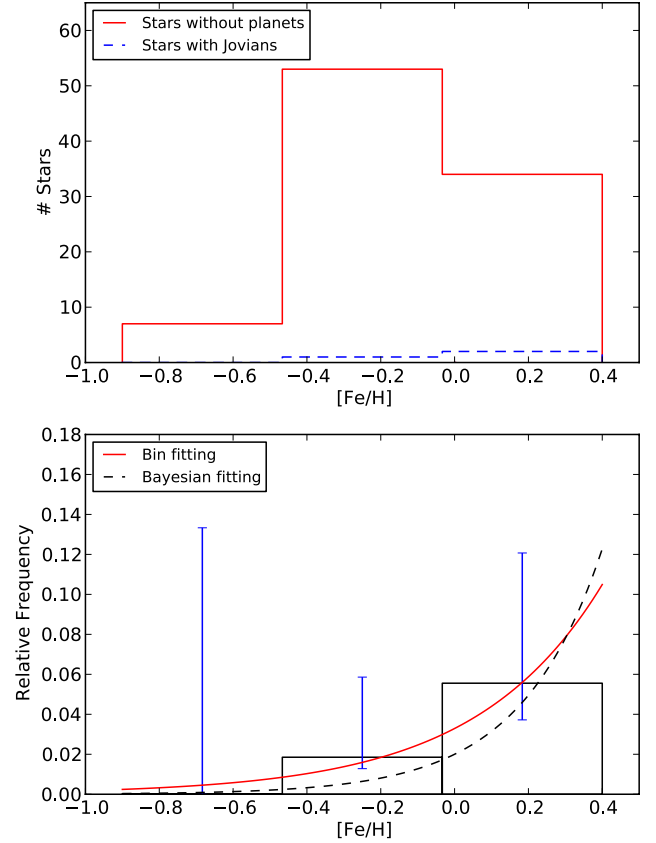 Stars without planets
Stars with Jovians
60
50
40
30
20
10
0
# Stars
−1.0 −0.8 −0.6 −0.4 −0.2 0.0 0.2 0.4
[Fe/H]
Bin fitting
Bayesian fitting
0.18
0.16
0.14
0.12
0.10
0.08
0.06
0.04
0.02
0.00
Relative Frequency
−1.0 −0.8 −0.6 −0.4 −0.2 0.0 0.2 0.4
[Fe/H]